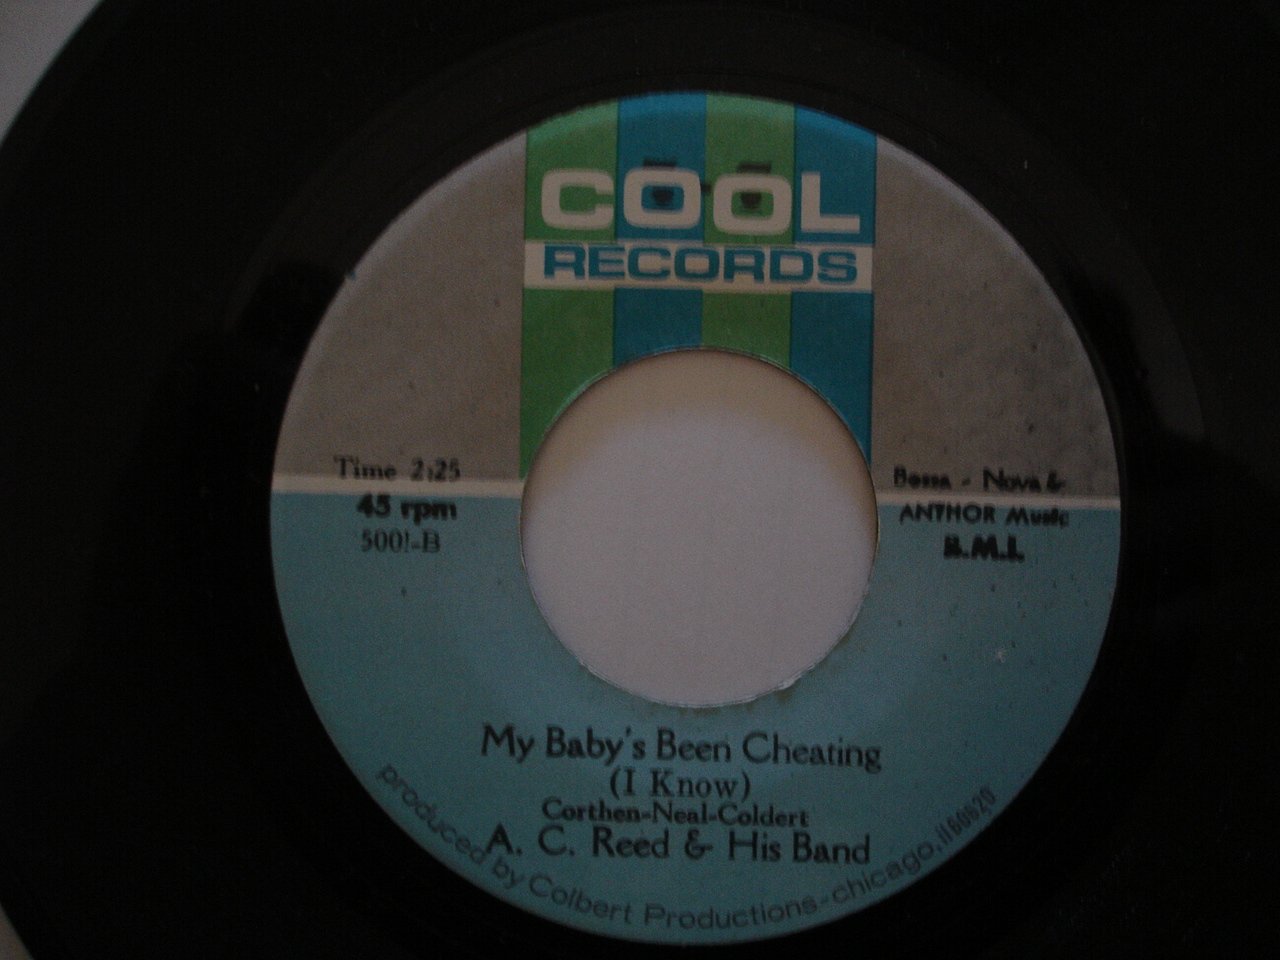 COOL
RECORDS
Time 2:25
45 rpm
5001-B
Bossa - Nova &
ANTHOR Music
B.M.I.
My Baby's Been Cheating
(I Know)
Corthen-Neal-Coldert
A. C. Reed & His Band
produced by Colbert Productions-chicago,il60620